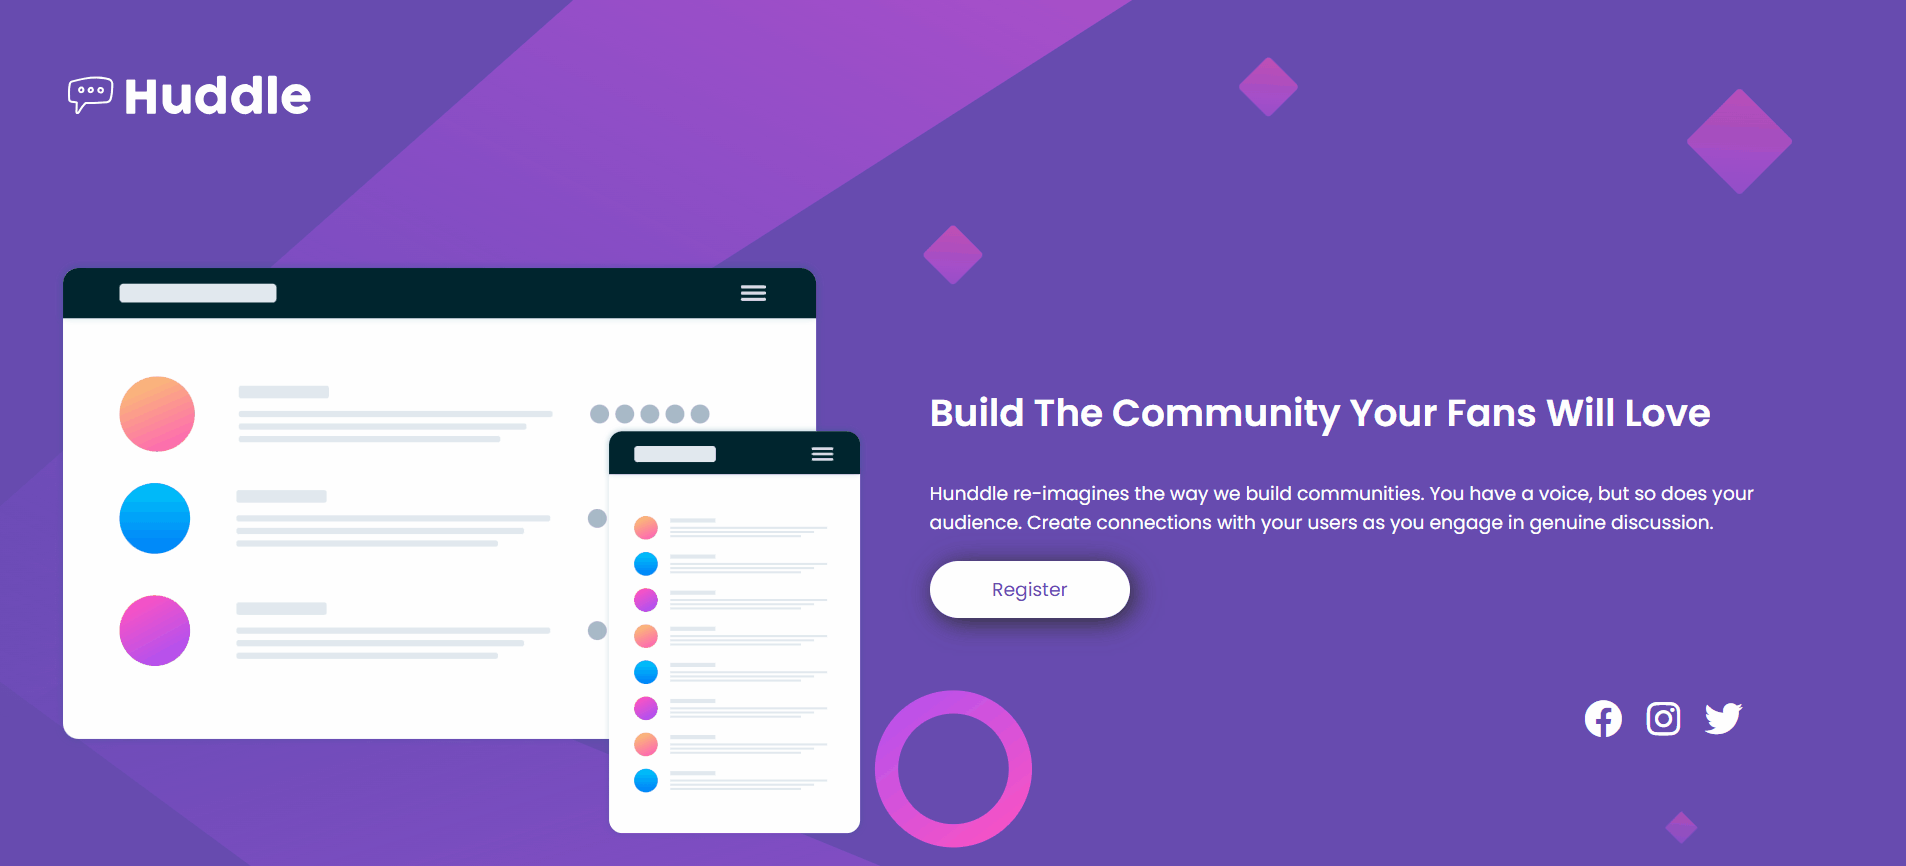 Huddle
Build The Community Your Fans Will Love
Hunddle re-imagines the way we build communities. You have a voice, but so does your
audience. Create connections with your users as you engage in genuine discussion.
Register